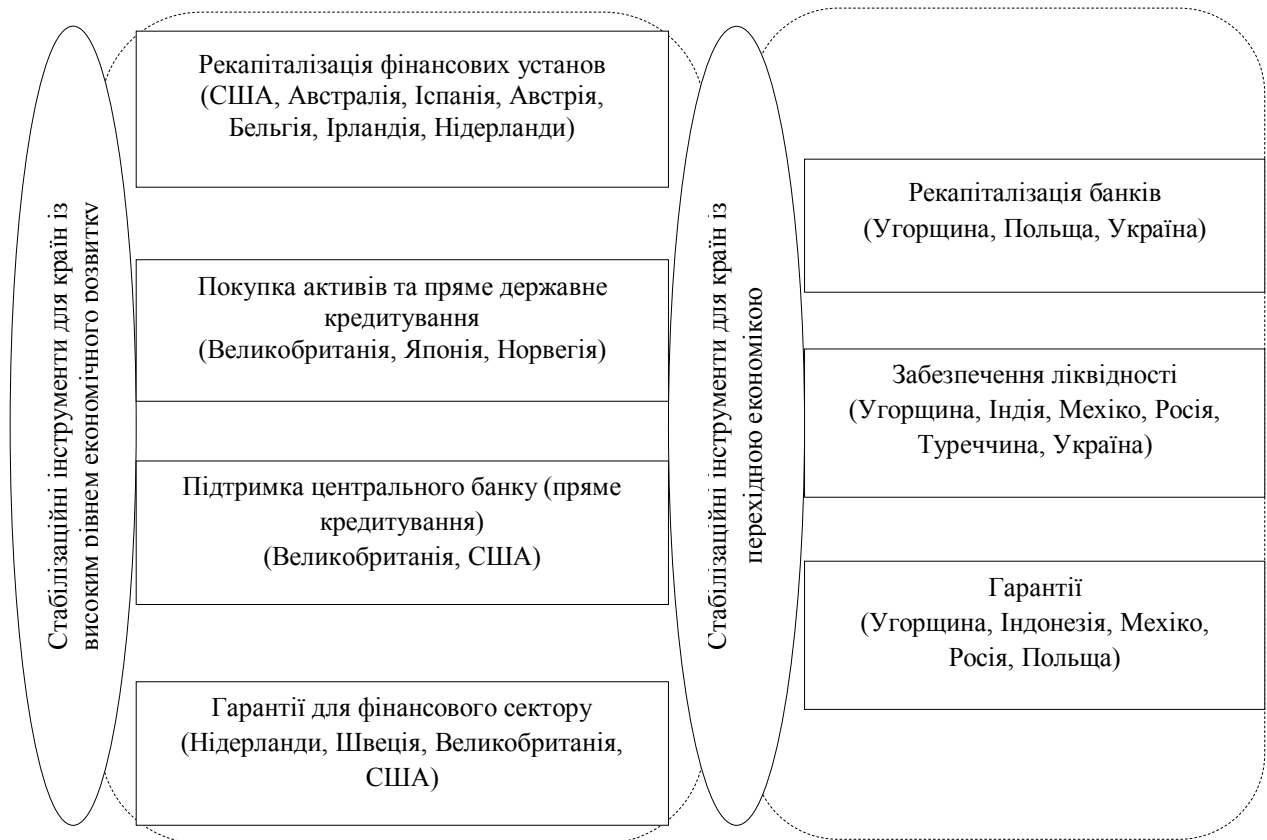 Стабілізаційні інструменти для країн із
високим рівнем економічного розвитку
Рекапіталізація фінансових установ
(США, Австралія, Іспанія, Австрія,
Бельгія, Ірландія, Нідерланди)
Покупка активів та пряме державне
кредитування
(Великобританія, Японія, Норвегія)
Підтримка центрального банку (пряме
кредитування)
(Великобританія, США)
Гарантії для фінансового сектору
(Нідерланди, Швеція, Великобританія,
США)
Стабілізаційні інструменти для країн із
перехідною економікою
Рекапіталізація банків
(Угорщина, Польща, Україна)
Забезпечення ліквідності
(Угорщина, Індія, Мехіко, Росія,
Туреччина, Україна)
Гарантії
(Угорщина, Індонезія, Мехіко,
Росія, Польща)